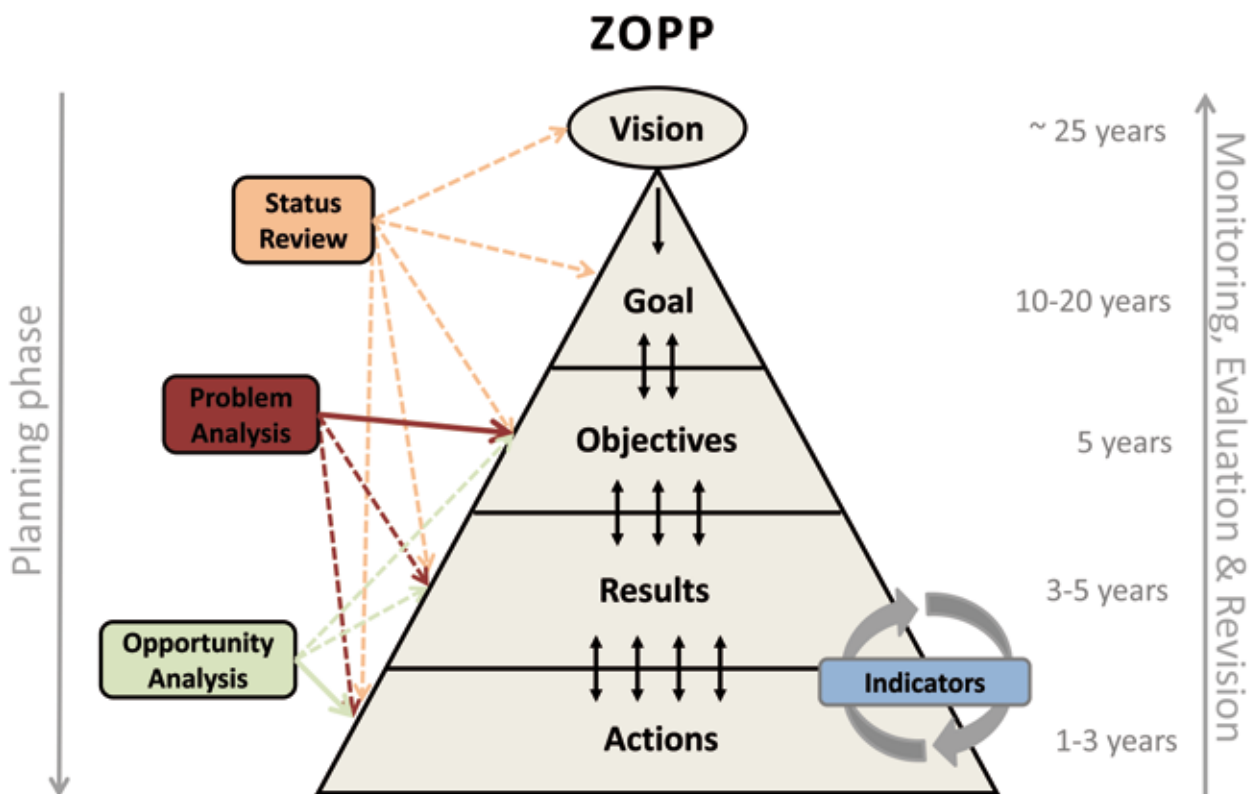 ZOPP
Vision
~ 25 years
Status
Review
Goal
10-20 years
Problem
Analysis
Objectives
5 years
Results
3-5 years
Opportunity
Analysis
Indicators
Actions
1-3 years
Planning phase
Monitoring, Evaluation & Revision